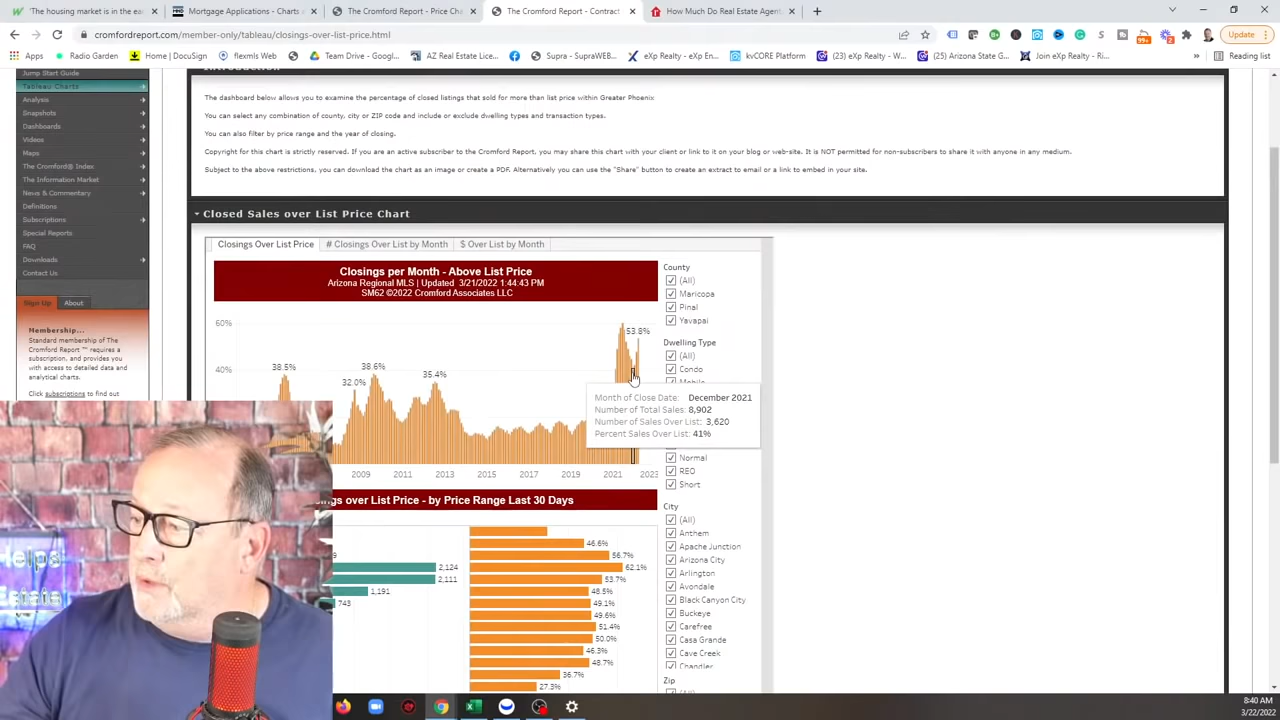 'The housing market is in the ea
Mortgage Applications - Charts a
The Cromford Report - Price Cha
The Cromford Report - Contract
How Much Do Real Estate Agent
cromfordreport.com/member-only/tableau/closings-over-list-price.html
Update
Apps
Radio Garden
Home | DocuSign
flexmls Web
Team Drive - Googl...
AZ Real Estate Lice...
Supra - SupraWEB...
eXp Realty - eXp En...
kvCORE Platform
(23) eXp Realty - W...
(25) Arizona State G...
Join eXp Realty - Ri...
Reading list
Jump Start Guide
Tableau Charts
Analysis
Snapshots
Dashboards
Videos
Maps
The Cromford® Index
The Information Market
News & Commentary
Definitions
Subscriptions
Special Reports
FAQ
Downloads
Contact Us
Sign Up
About
Membership...
Standard membership of The
Cromford Report ™ requires a
subscription, and provides you
with access to detailed data and
analytical charts.
Click subscriptions to find out
Introduction
The dashboard below allows you to examine the percentage of closed listings that sold for more than list price within Greater Phoenix
You can select any combination of county, city or ZIP code and include or exclude dwelling types and transaction types.
You can also filter by price range and the year of closing.
Copyright for this chart is strictly reserved. If you are an active subscriber to the Cromford Report, you may share this chart with your client or link to it on your blog or web-site. It is NOT permitted for non-subscribers to share it with anyone in any medium.
Subject to the above restrictions, you can download the chart as an image or create a PDF. Alternatively you can use the "Share" button to create an extract to email or a link to embed in your site.
Closed Sales over List Price Chart
Closings Over List Price
# Closings Over List by Month
$ Over List by Month
Closings per Month - Above List Price
Arizona Regional MLS | Updated 3/21/2022 1:44:43 PM
SM62 ©2022 Cromford Associates LLC
60%
53.8%
40%
38.5%
32.0%
38.6%
35.4%
Month of Close Date: December 2021
Number of Total Sales: 8,902
Number of Sales Over List: 3,620
Percent Sales Over List: 41%
2009
2011
2013
2015
2017
2019
2021
2023
ngs over List Price - by Price Range Last 30 Days
46.6%
56.7%
2,124
62.1%
2,111
53.7%
1,191
48.5%
743
49.1%
49.6%
51.4%
50.0%
46.3%
48.7%
36.7%
27.3%
County
(All)
Maricopa
Pinal
Yavapai
Dwelling Type
(All)
Condo
Mobile
Normal
REO
Short
City
(All)
Anthem
Apache Junction
Arizona City
Arlington
Avondale
Black Canyon City
Buckeye
Carefree
Casa Grande
Cave Creek
Chandler
Zip
8:40 AM
3/22/2022